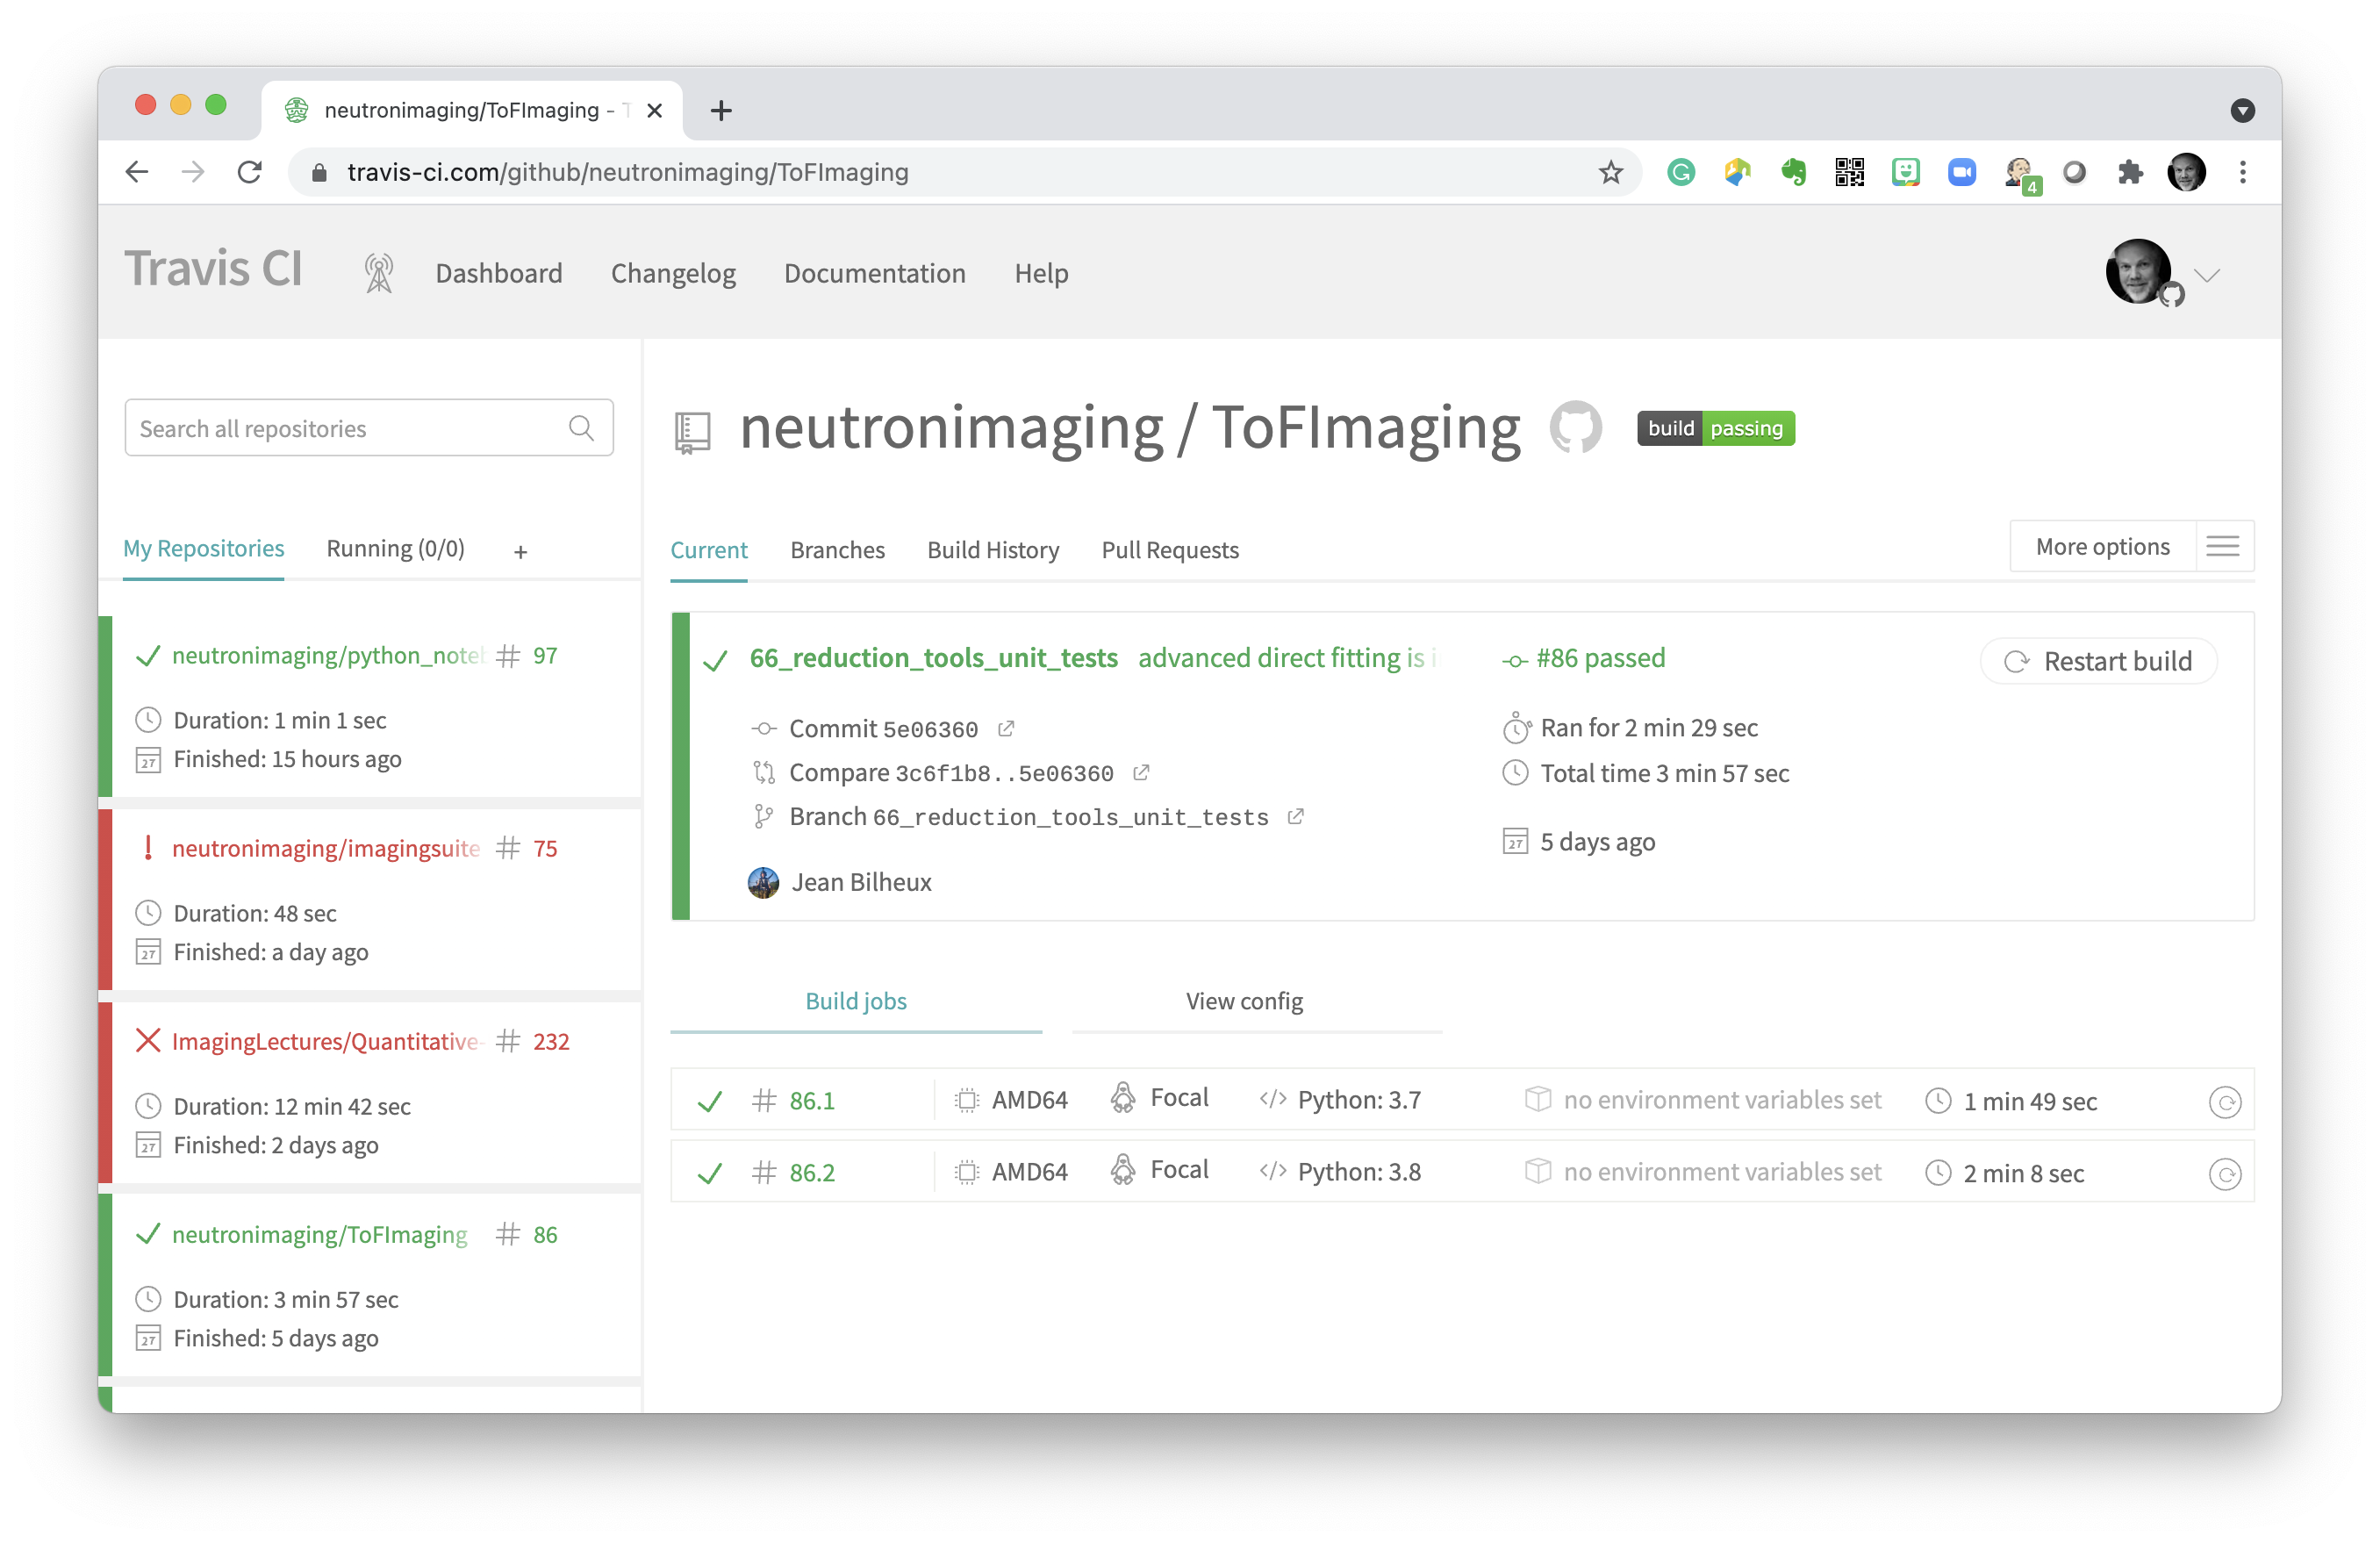 neutronimaging/ToFImaging - T
travis-ci.com/github/neutronimaging/ToFImaging
4
Travis CI
Dashboard
Changelog
Documentation
Help
Search all repositories
My Repositories
Running (0/0)
+
neutronimaging/python_noteb # 97
Duration: 1 min 1 sec
27 Finished: 15 hours ago
! neutronimaging/imagingsuite # 75
Duration: 48 sec
27 Finished: a day ago
ImagingLectures/Quantitative- # 232
Duration: 12 min 42 sec
27 Finished: 2 days ago
neutronimaging/ToFImaging # 86
Duration: 3 min 57 sec
27 Finished: 5 days ago
neutronimaging / ToFImaging
build passing
Current
Branches
Build History
Pull Requests
More options
66_reduction_tools_unit_tests advanced direct fitting is i
Commit 5e06360
Compare 3c6f1b8..5e06360
Branch 66_reduction_tools_unit_tests
Jean Bilheux
#86 passed
Ran for 2 min 29 sec
Total time 3 min 57 sec
27 5 days ago
Restart build
Build jobs
View config
# 86.1 AMD64 Focal </> Python: 3.7 no environment variables set 1 min 49 sec
# 86.2 AMD64 Focal </> Python: 3.8 no environment variables set 2 min 8 sec